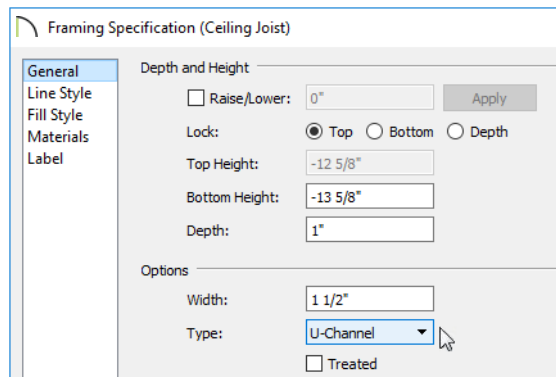 Framing Specification (Ceiling Joist)
General
Line Style
Fill Style
Materials
Label
Depth and Height
Raise/Lower: 0" Apply
Lock: Top Bottom Depth
Top Height: -12 5/8"
Bottom Height: -13 5/8"
Depth: 1"
Options
Width: 1 1/2"
Type: U-Channel
Treated